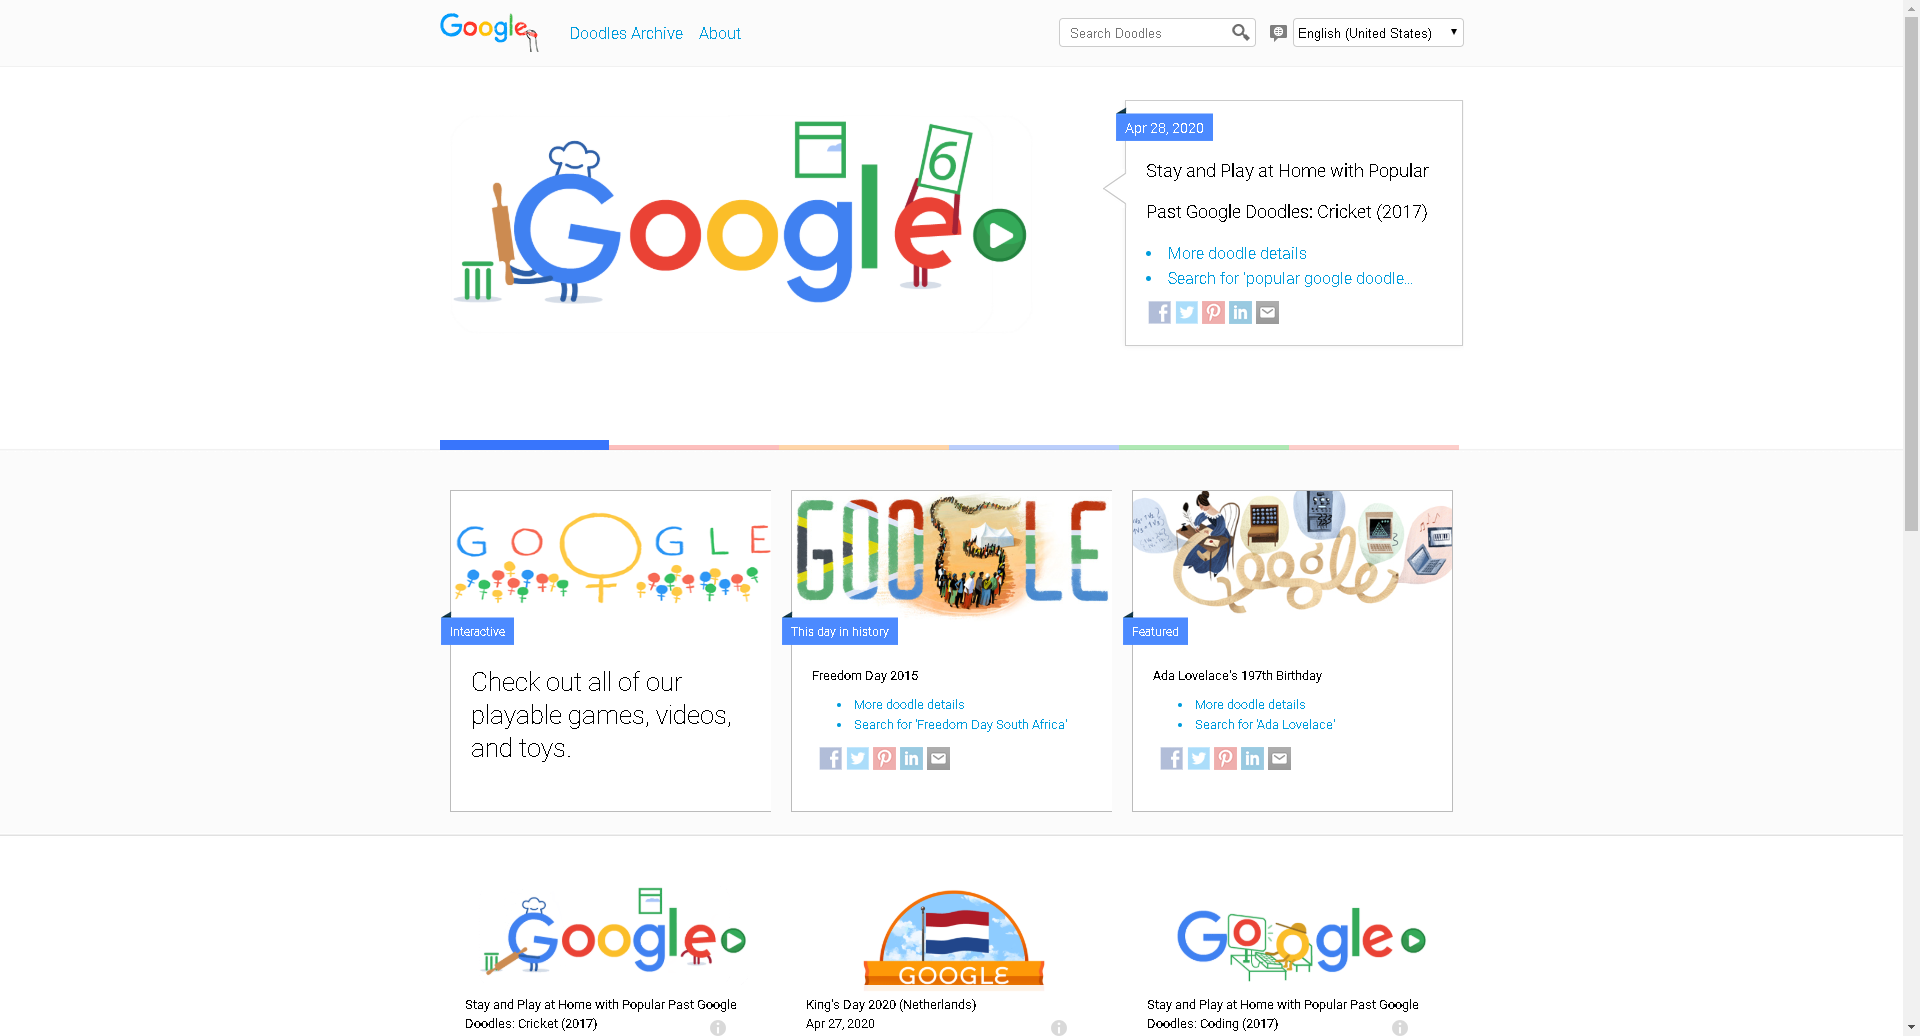 Google
Doodles Archive
About
Search Doodles
English (United States)
Google
6
Apr 28, 2020
Stay and Play at Home with Popular
Past Google Doodles: Cricket (2017)
More doodle details
Search for 'popular google doodle...
GOOGLE
Interactive
Check out all of our
playable games, videos,
and toys.
GOOGLE
This day in history
Freedom Day 2015
More doodle details
Search for 'Freedom Day South Africa'
Google
Featured
Ada Lovelace's 197th Birthday
More doodle details
Search for 'Ada Lovelace'
Google
Stay and Play at Home with Popular Past Google
Doodles: Cricket (2017)
GOOGLE
King's Day 2020 (Netherlands)
Apr 27, 2020
Google
Stay and Play at Home with Popular Past Google
Doodles: Coding (2017)